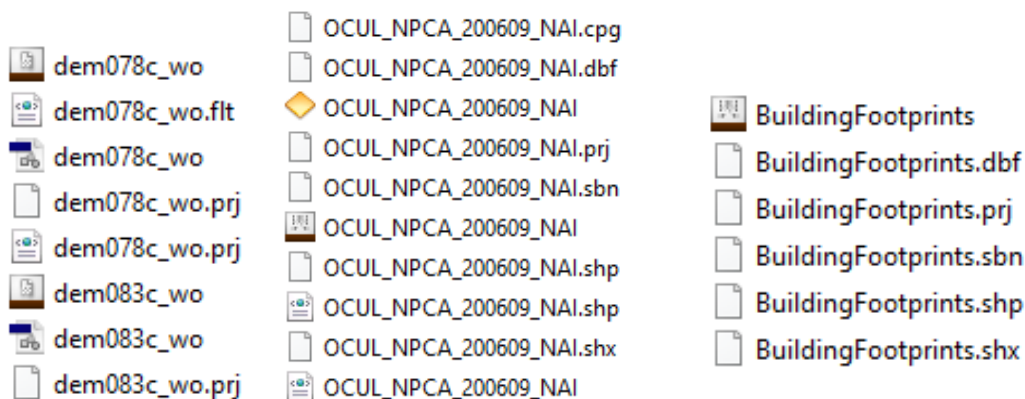 dem078c_wo
dem078c_wo.flt
dem078c_wo
dem078c_wo.prj
dem078c_wo.prj
dem083c_wo
dem083c_wo
dem083c_wo.prj
OCUL_NPCA_200609_NAI.cpg
OCUL_NPCA_200609_NAI.dbf
OCUL_NPCA_200609_NAI
OCUL_NPCA_200609_NAI.prj
OCUL_NPCA_200609_NAI.sbn
OCUL_NPCA_200609_NAI
OCUL_NPCA_200609_NAI.shp
OCUL_NPCA_200609_NAI.shp
OCUL_NPCA_200609_NAI.shx
OCUL_NPCA_200609_NAI
BuildingFootprints
BuildingFootprints.dbf
BuildingFootprints.prj
BuildingFootprints.sbn
BuildingFootprints.shp
BuildingFootprints.shx